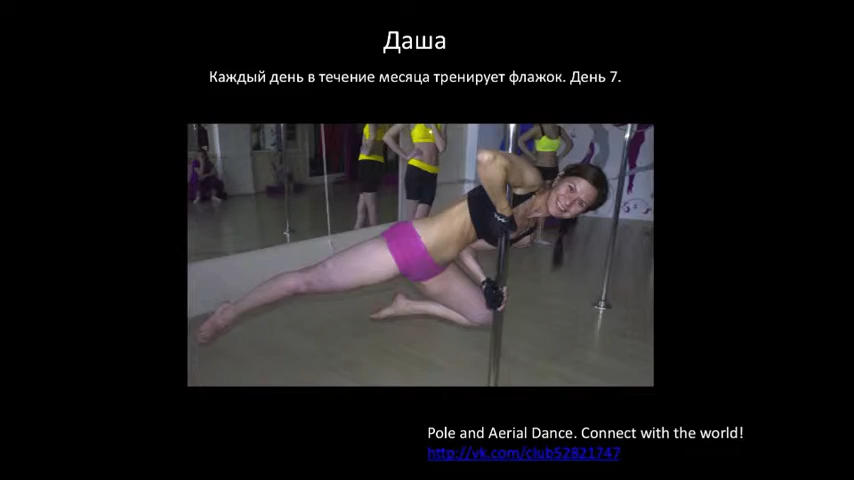 Даша
Каждый день в течение месяца тренирует флажок. День 7.
Pole and Aerial Dance. Connect with the world!
http://vk.com/club52821747